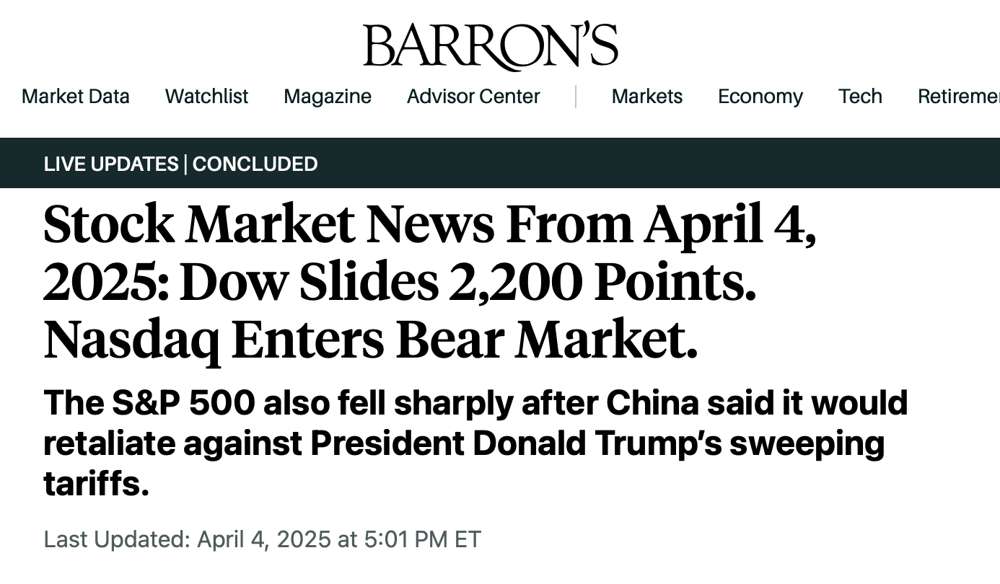 BARRON'S
Market Data Watchlist Magazine Advisor Center | Markets Economy Tech
LIVE UPDATES | CONCLUDED
Stock Market News From April 4,
2025: Dow Slides 2,200 Points.
Nasdaq Enters Bear Market.
The S&P 500 also fell sharply after China said it would
retaliate against President Donald Trump’s sweeping
tariffs.
Last Updated: April 4, 2025 at 5:01 PM ET